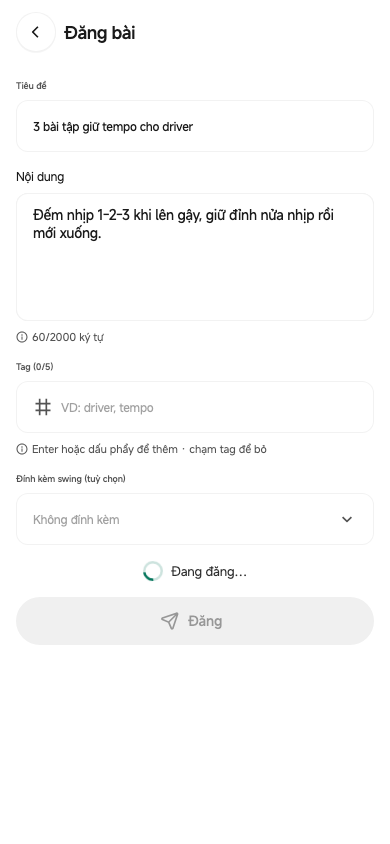 Đăng bài
Tiêu đề
3 bài tập giữ tempo cho driver
Nội dung
Đếm nhịp 1-2-3 khi lên gậy, giữ đỉnh nửa nhịp rồi
mới xuống.
60/2000 ký tự
Tag (0/5)
VD: driver, tempo
Enter hoặc dấu phẩy để thêm · chạm tag để bỏ
Đính kèm swing (tuỳ chọn)
Không đính kèm
Đang đăng...
Đăng